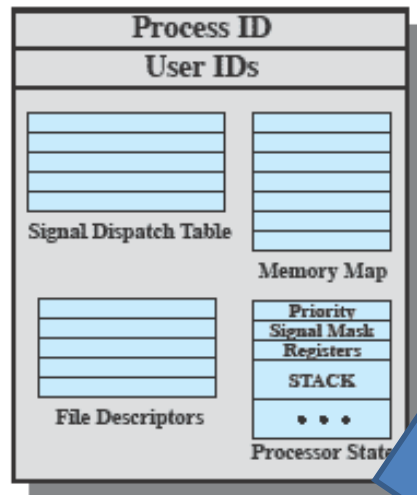 Process ID
User IDs
Signal Dispatch Table
Memory Map
File Descriptors
Priority
Signal Mask
Registers
STACK
• • •
Processor State